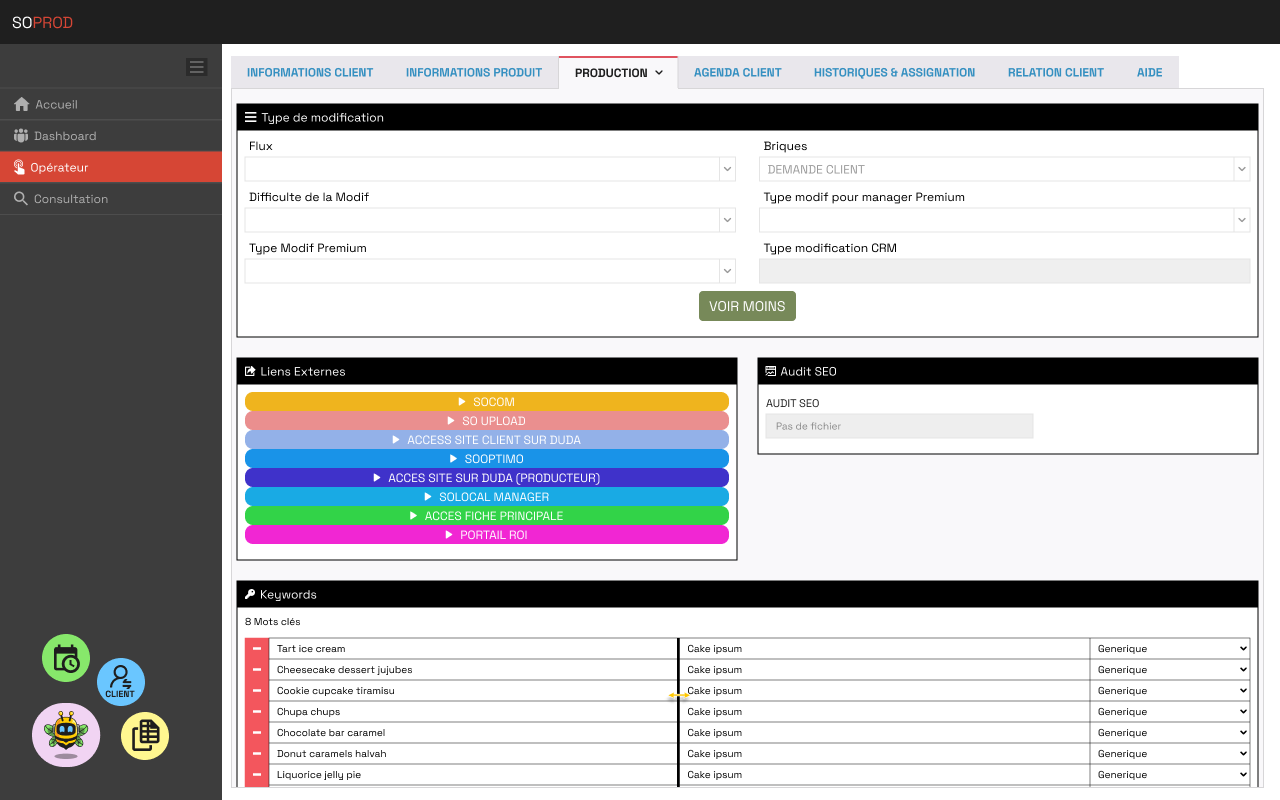 SOPROD
INFORMATIONS CLIENT INFORMATIONS PRODUIT PRODUCTION AGENDA CLIENT HISTORIQUES & ASSIGNATION RELATION CLIENT AIDE
Accueil
Dashboard
Opérateur
Consultation
Type de modification
Flux Briques
DEMANDE CLIENT
Difficulte de la Modif Type modif pour manager Premium
Type Modif Premium Type modification CRM
VOIR MOINS
Liens Externes
SOCOM
SO UPLOAD
ACCESS SITE CLIENT SUR DUDA
SOOPTIMO
ACCES SITE SUR DUDA (PRODUCTEUR)
SOLOCAL MANAGER
ACCES FICHE PRINCIPALE
PORTAIL ROI
Audit SEO
AUDIT SEO
Pas de fichier
Keywords
8 Mots clés
Tart ice cream Cake ipsum Generique
Cheesecake dessert jujubes Cake ipsum Generique
Cookie cupcake tiramisu Cake ipsum Generique
Chupa chups Cake ipsum Generique
Chocolate bar caramel Cake ipsum Generique
Donut caramels halvah Cake ipsum Generique
Liquorice jelly pie Cake ipsum Generique
CLIENT